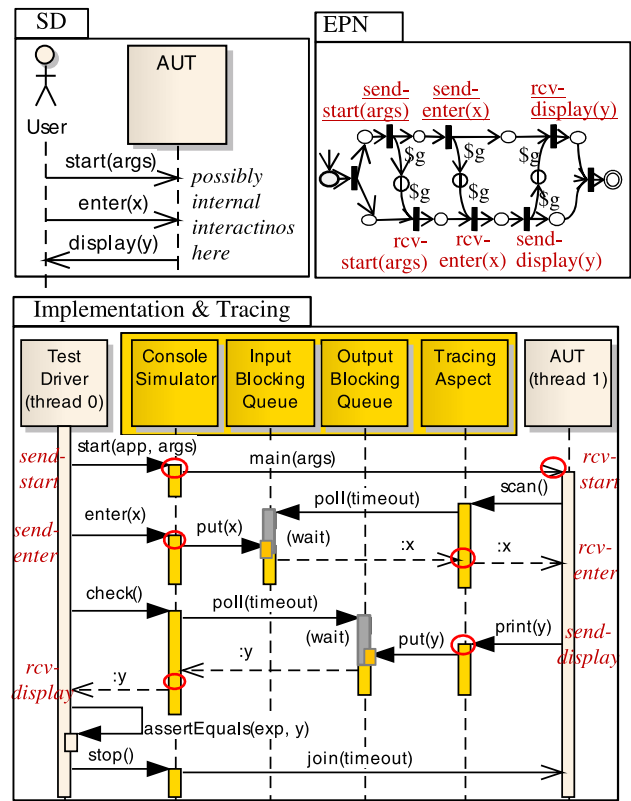 SD
AUT
User
start(args)
possibly
enter(x)
internal
interactinos
display(y)
here
EPN
send-
start(args)
send-
enter(x)
rcv-
display(y)
$g
$g
$g
$g
$g
$g
rcv-
start(args)
rcv-
enter(x)
send-
display(y)
Implementation & Tracing
Test
Driver
(thread 0)
Console
Simulator
Input
Blocking
Queue
Output
Blocking
Queue
Tracing
Aspect
AUT
(thread 1)
start(app, args)
send-
start
main(args)
rcv-
start
scan()
poll(timeout)
enter(x)
send-
enter
put(x)
(wait)
:x
:x
rcv-
enter
check()
poll(timeout)
(wait)
print(y)
send-
display
put(y)
:y
:y
rcv-
display
assertEquals(exp, y)
stop()
join(timeout)